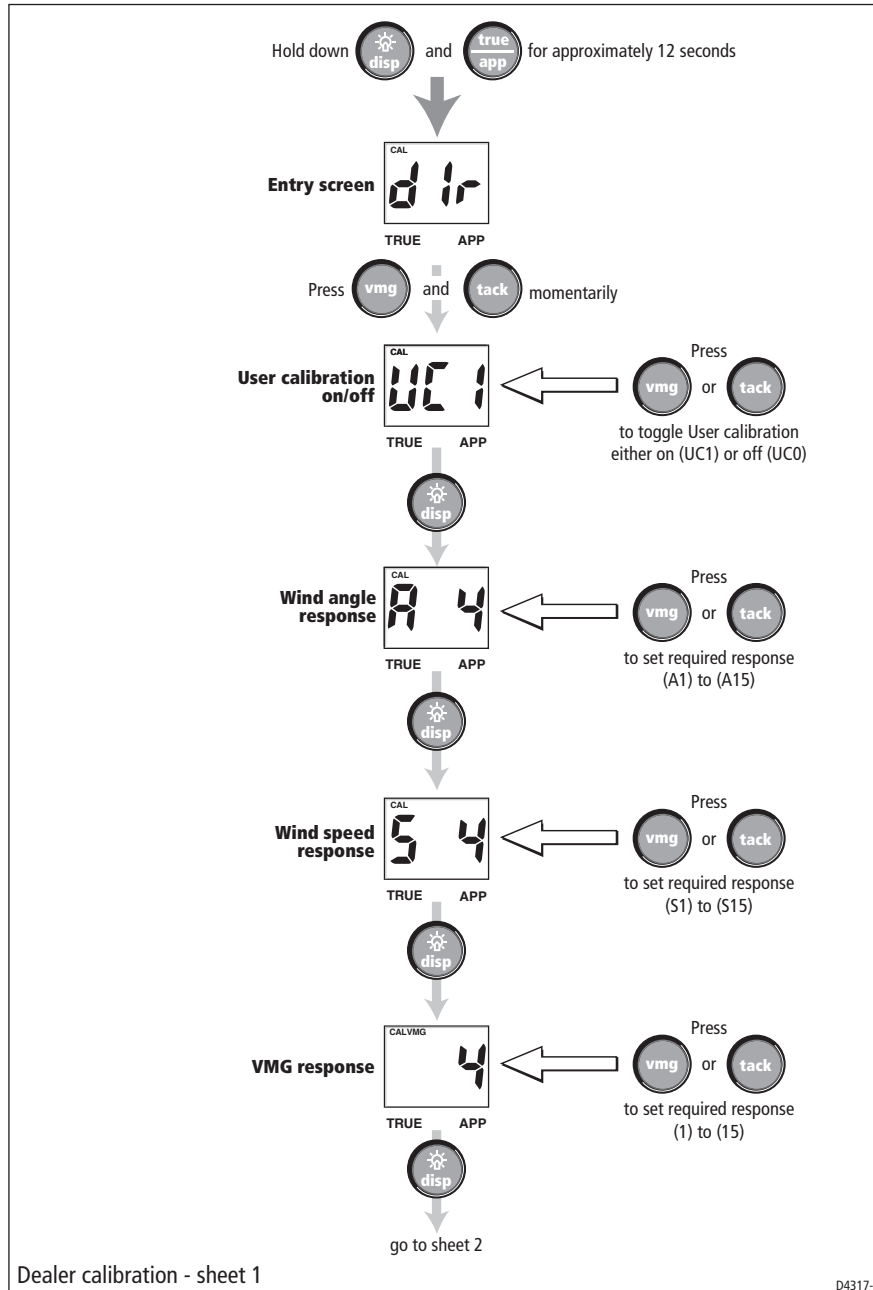 Hold down disp and true app for approximately 12 seconds
CAL
Entry screen d1r
TRUE APP
Press vmg and tack momentarily
CAL
User calibration on/off
UC1
TRUE APP
Press
vmg or tack
to toggle User calibration
either on (UC1) or off (UC0)
disp
CAL
Wind angle
response
A 4
TRUE APP
Press
vmg or tack
to set required response
(A1) to (A15)
disp
CAL
Wind speed
response
S 4
TRUE APP
Press
vmg or tack
to set required response
(S1) to (S15)
disp
CALVMG
VMG response 4
TRUE APP
Press
vmg or tack
to set required response
(1) to (15)
disp
go to sheet 2
Dealer calibration - sheet 1
D4317-